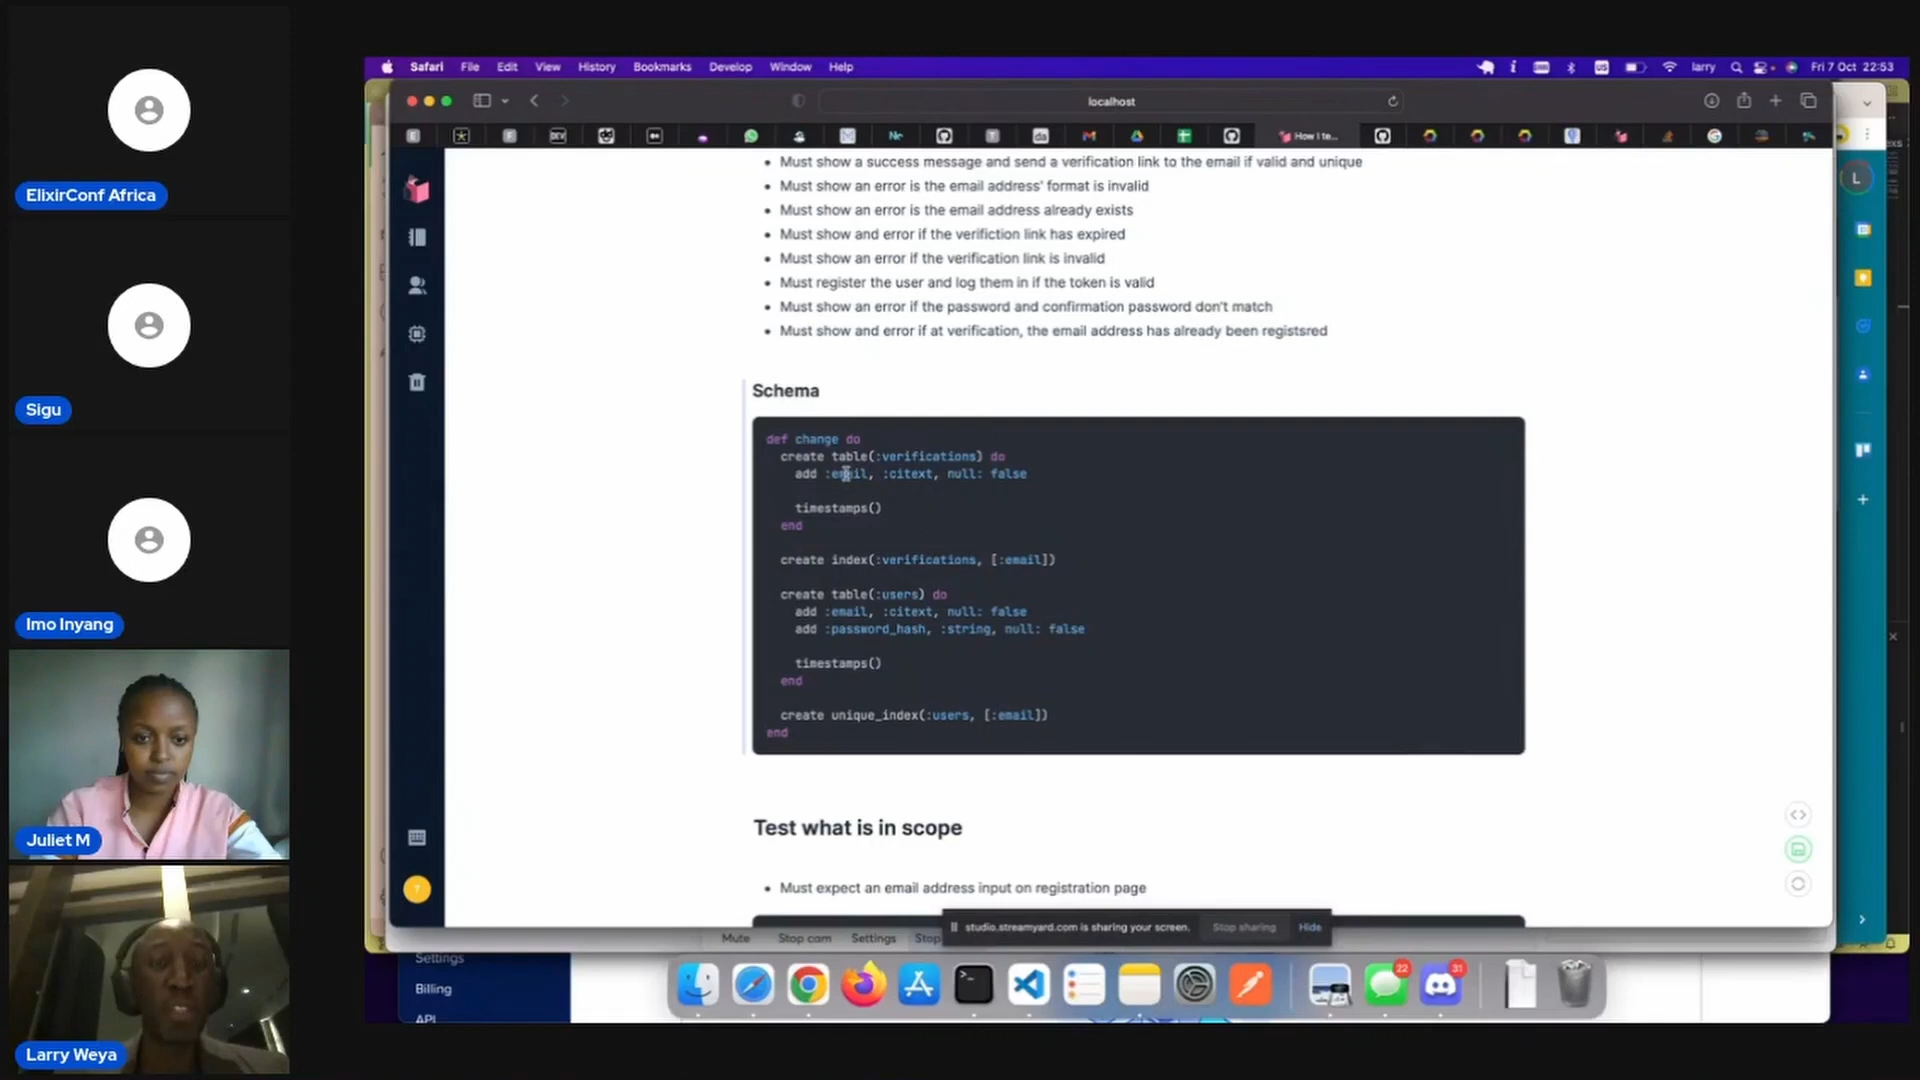 ElixirConf Africa
Sigu
Imo Inyang
Juliet M
Larry Weya
Safari File Edit View History Bookmarks Develop Window Help
larry Fri 7 Oct 22:53
localhost
How I te...
DEV
L
Must show a success message and send a verification link to the email if valid and unique
Must show an error is the email address' format is invalid
Must show an error is the email address already exists
Must show and error if the verifiction link has expired
Must show an error if the verification link is invalid
Must register the user and log them in if the token is valid
Must show an error if the password and confirmation password don't match
Must show and error if at verification, the email address has already been registsred
Schema
def change do
create table(:verifications) do
add :email, :citext, null: false
timestamps()
end
create index(:verifications, [:email])
create table(:users) do
add :email, :citext, null: false
add :password_hash, :string, null: false
timestamps()
end
create unique_index(:users, [:email])
end
Test what is in scope
Must expect an email address input on registration page
studio.streamyard.com is sharing your screen. Stop sharing Hide
Mute Stop cam Settings Stop
Settings
Billing
API
22
31